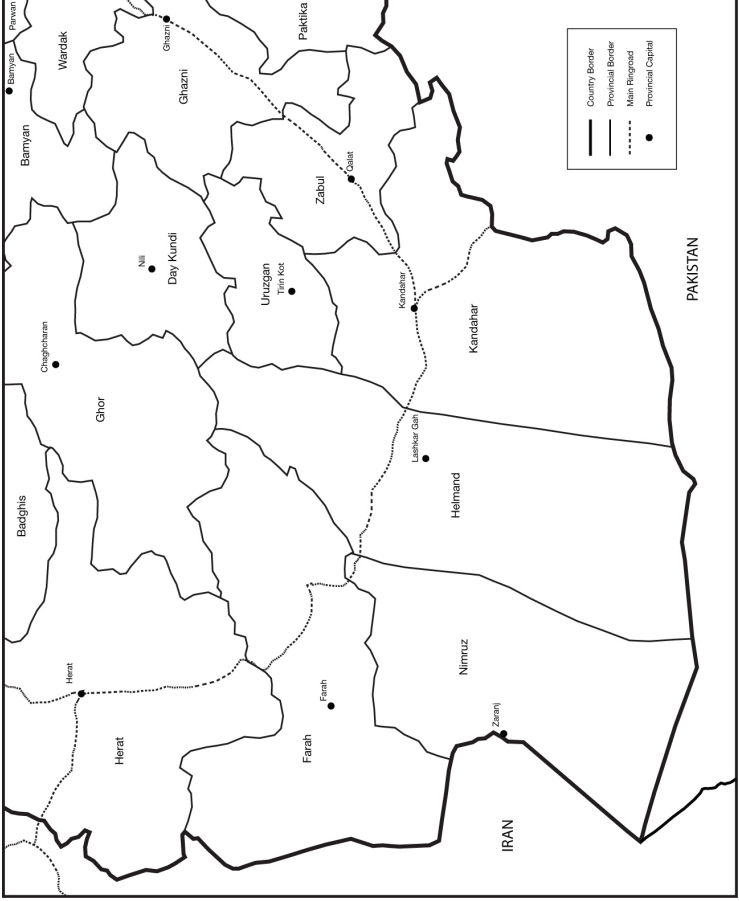 Bamyan
Parwan
Badghis
Bamyan
Chaghcharan
Wardak
Herat
Ghor
Herat
Nili
Ghazni
Day Kundi
Ghazni
Uruzgan
Tirin Kot
Paktika
Farah
Zabul
Farah
Qalat
Kandahar
Lashkar Gah
Helmand
Nimruz
Kandahar
Zaranj
IRAN
Country Border
Provincial Border
Main Ringroad
Provincial Capital
PAKISTAN